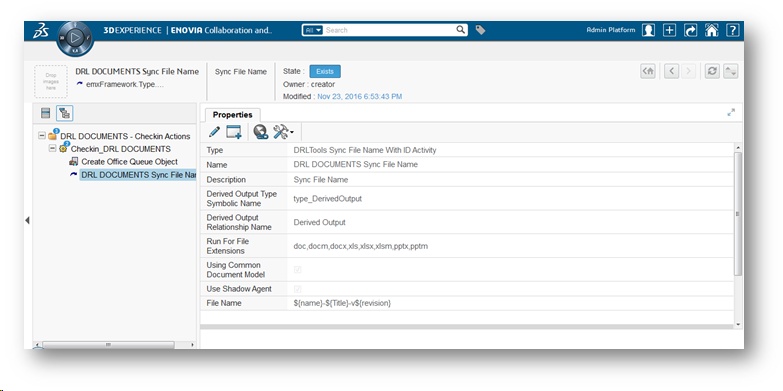 3DEXPERIENCE | ENOVIA Collaboration and..
All
Search
Admin Platform
Drop images here
DRL DOCUMENTS Sync File Name
emxFramework Type....
Sync File Name
State : Exists
Owner : creator
Modified : Nov 23, 2016 6:53:43 PM
DRL DOCUMENTS - Checkin Actions
Checkin_DRL DOCUMENTS
Create Office Queue Object
DRL DOCUMENTS Sync File Nar
Properties
Type DRLTools Sync File Name With ID Activity
Name DRL DOCUMENTS Sync File Name
Description Sync File Name
Derived Output Type Symbolic Name type_DerivedOutput
Derived Output Relationship Name Derived Output
Run For File Extensions doc,docm,docx,xls,xlsx,xlsm,pptx,pptm
Using Common Document Model
Use Shadow Agent
File Name ${name}-${Title}-v${revision}